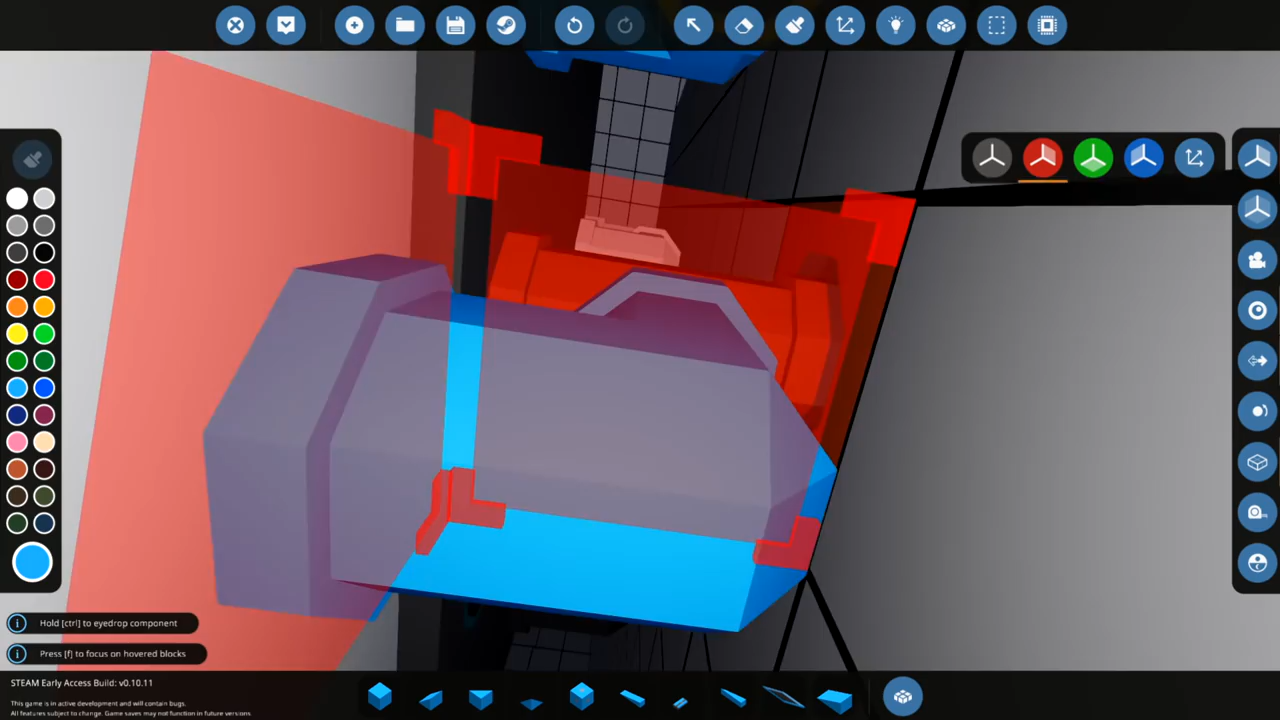 Hold [ctrl] to eyedrop component
Press [f] to focus on hovered blocks
STEAM Early Access Build: v0.10.11
This game is in active development and will contain bugs.
All features subject to change. Game saves may not function in future versions